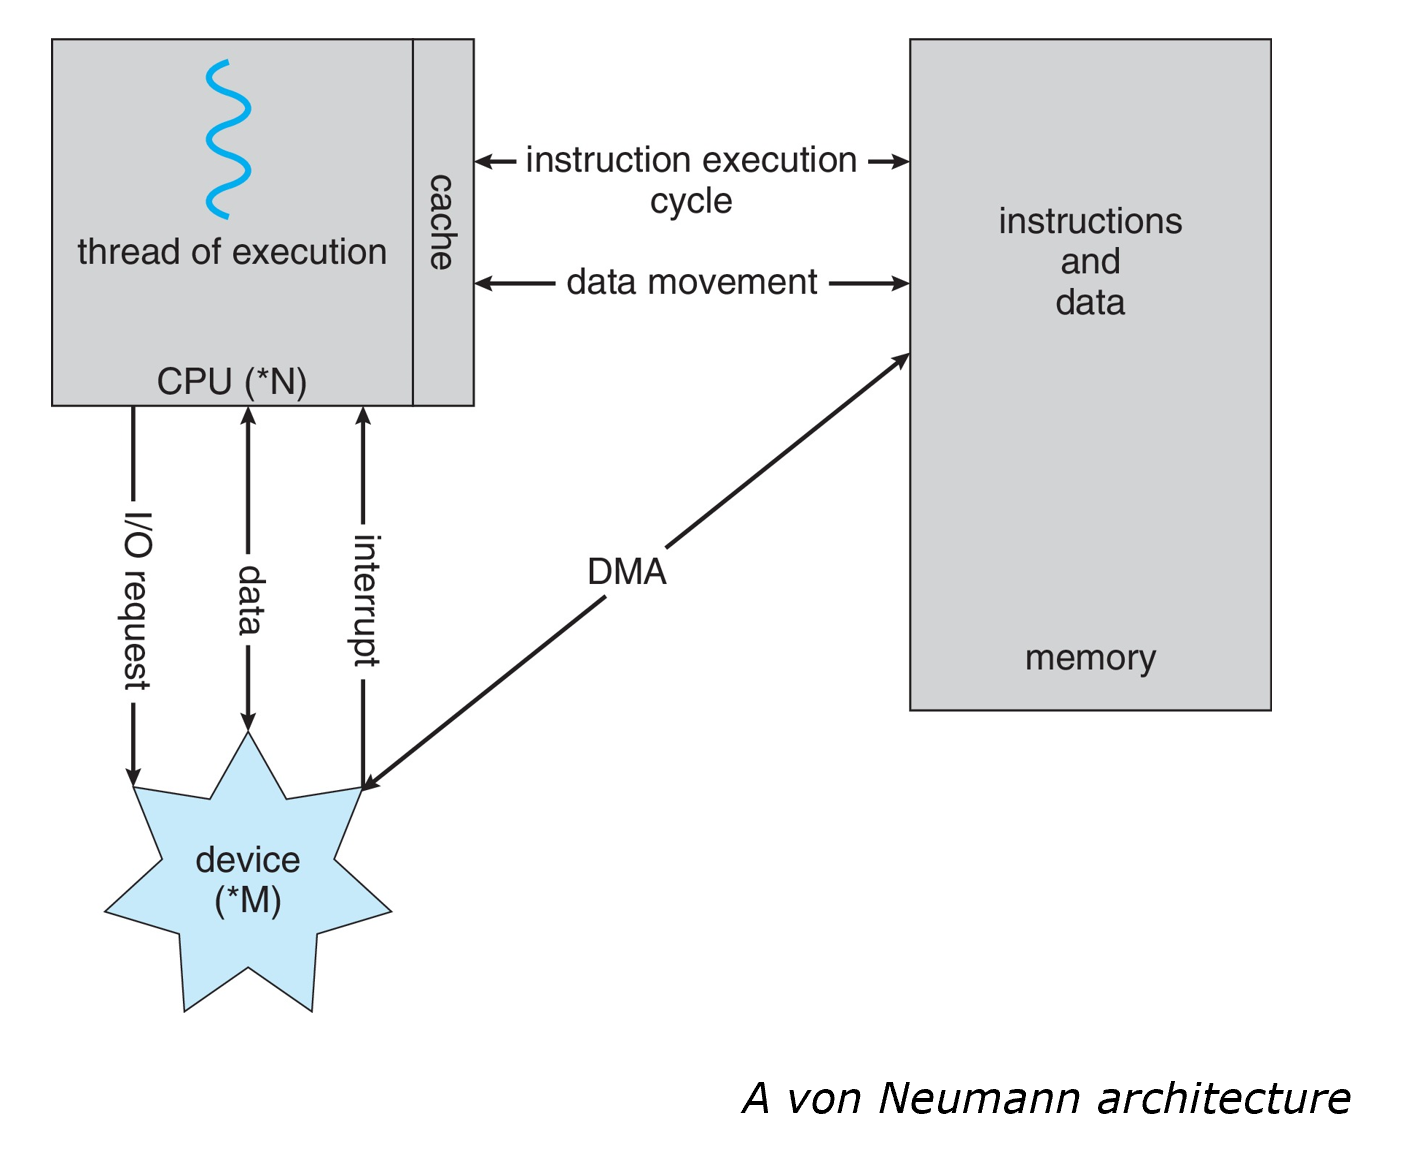 thread of execution
CPU (*N)
cache
instruction execution
cycle
data movement
instructions
and
data
memory
I/O request
data
interrupt
DMA
device
(*M)
A von Neumann architecture